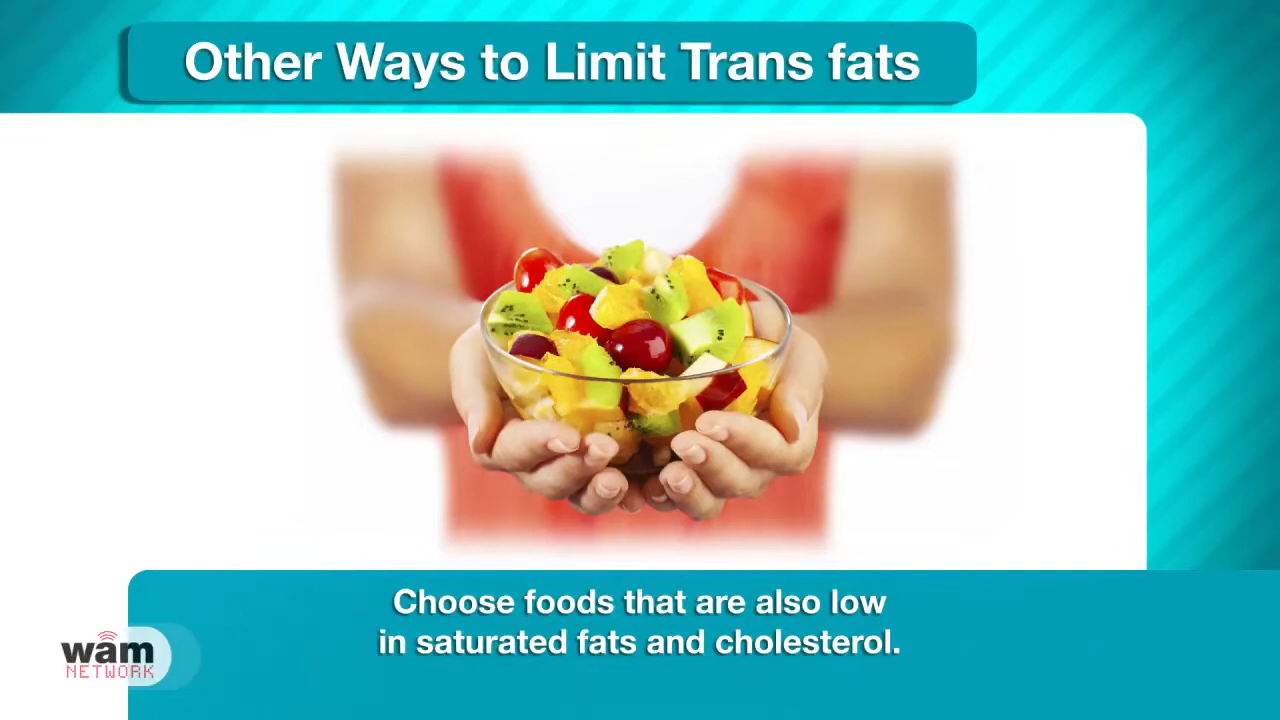 Other Ways to Limit Trans fats
Choose foods that are also low
in saturated fats and cholesterol.
wam
NETWORK